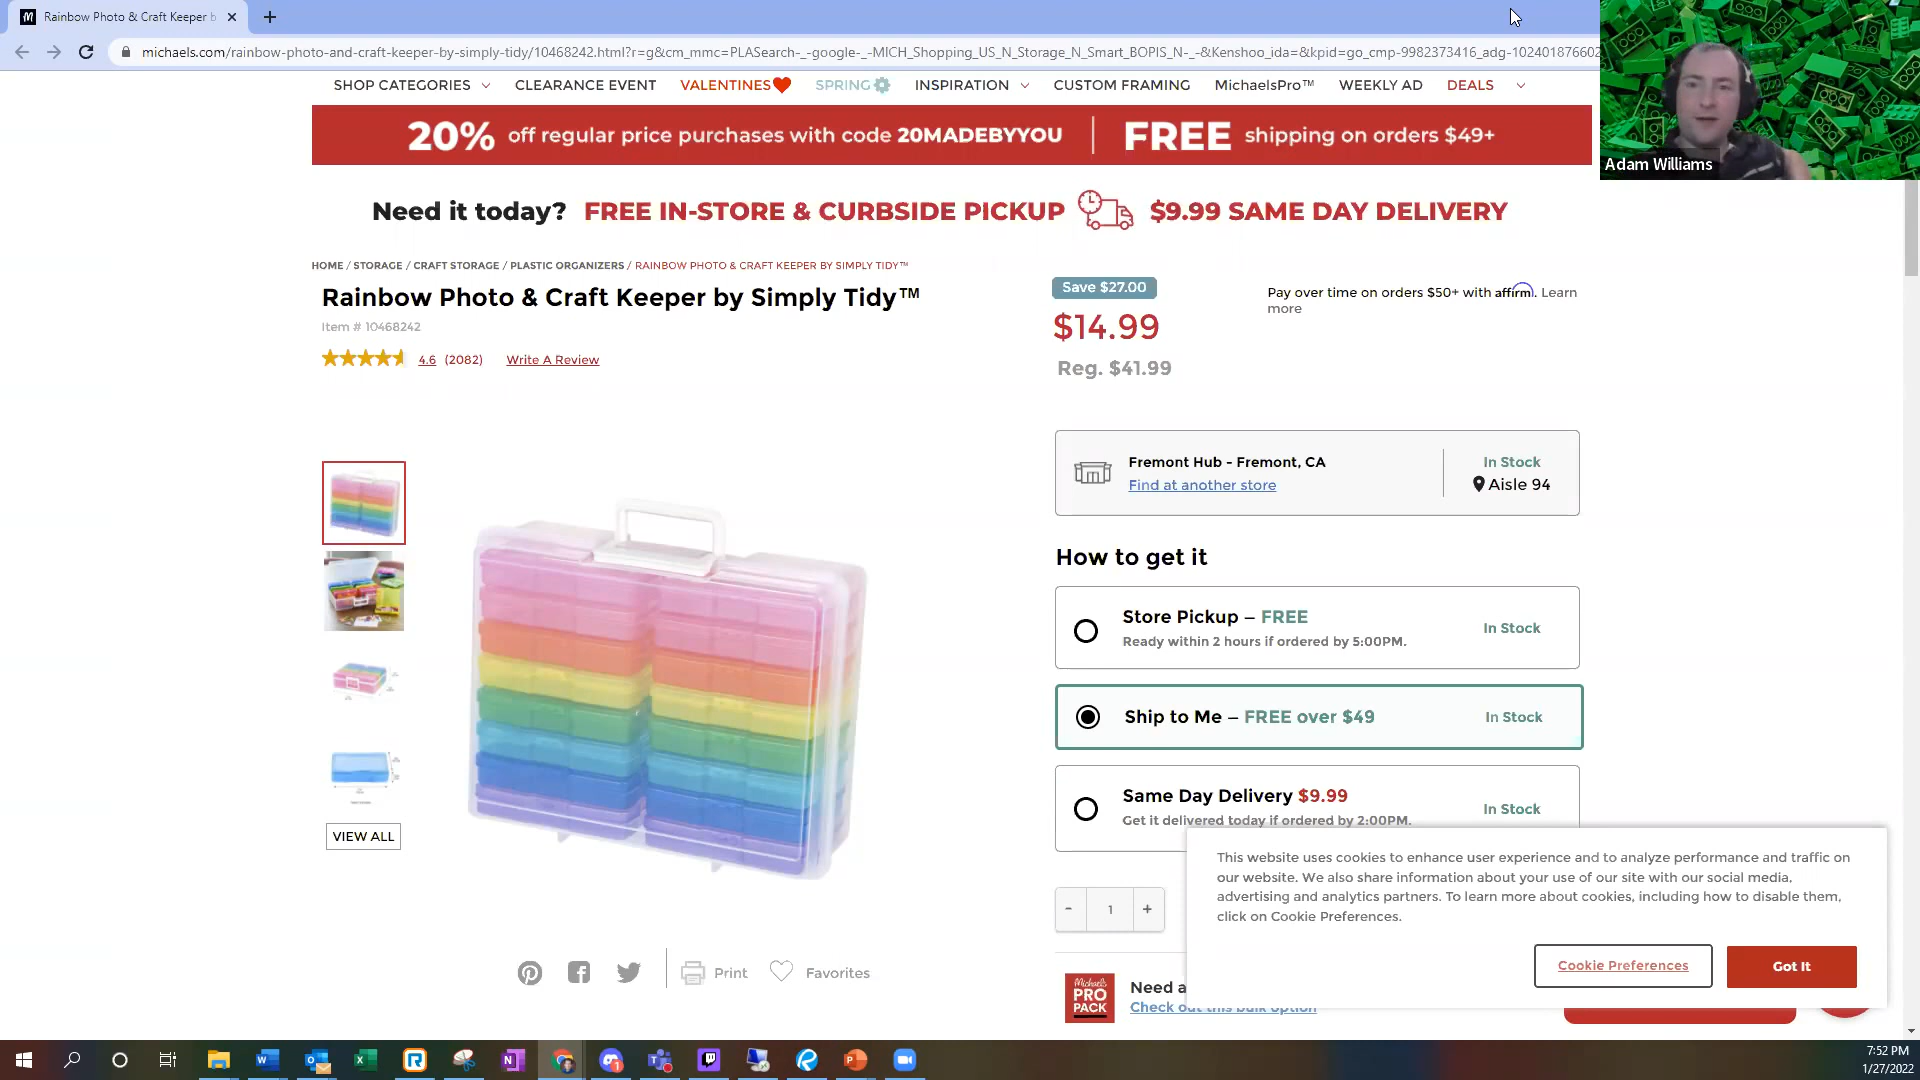 Rainbow Photo & Craft Keeper b
michaels.com/rainbow-photo-and-craft-keeper-by-simply-tidy/10468242.html?r=g&cm_mmc=PLASearch-_-google-_-MICH_Shopping_US_N_Storage_N_Smart_BOPIS_N-_-&Kenshoo_ida=&kpid=go_cmp-9982373416_adg-102401876602
SHOP CATEGORIES CLEARANCE EVENT VALENTINES SPRING INSPIRATION CUSTOM FRAMING MichaelsPro™ WEEKLY AD DEALS
20% off regular price purchases with code 20MADEBYYOU FREE shipping on orders $49+
Adam Williams
Need it today? FREE IN-STORE & CURBSIDE PICKUP $9.99 SAME DAY DELIVERY
HOME / STORAGE / CRAFT STORAGE / PLASTIC ORGANIZERS / RAINBOW PHOTO & CRAFT KEEPER BY SIMPLY TIDY™
Rainbow Photo & Craft Keeper by Simply Tidy™
Item # 10468242
4.6 (2082) Write A Review
Save $27.00
$14.99
Reg. $41.99
Pay over time on orders $50+ with affirm. Learn
more
Fremont Hub - Fremont, CA
Find at another store
In Stock
Aisle 94
How to get it
Store Pickup – FREE
Ready within 2 hours if ordered by 5:00PM.
In Stock
Ship to Me – FREE over $49
In Stock
Same Day Delivery $9.99
Get it delivered today if ordered by 2:00PM.
In Stock
VIEW ALL
- 1 +
Print Favorites
Michaels
PRO
PACK
Need a
Check out this bulk option
This website uses cookies to enhance user experience and to analyze performance and traffic on
our website. We also share information about your use of our site with our social media,
advertising and analytics partners. To learn more about cookies, including how to disable them,
click on Cookie Preferences.
Cookie Preferences
Got It
7:52 PM
1/27/2022